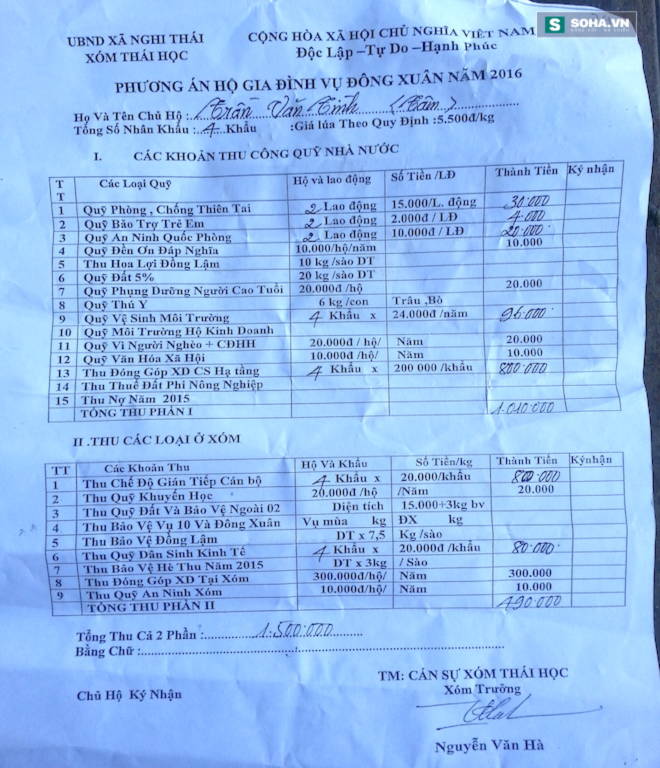 SOHA.VN
UBND XÃ NGHI THÁI
CỘNG HÒA XÃ HỘI CHỦ NGHĨA VIỆT NAM
XÓM THÁI HỌC
Độc Lập –Tự Do –Hạnh Phúc
PHƯƠNG ÁN HỘ GIA ĐÌNH VỤ ĐÔNG XUÂN NĂM 2016
Họ Và Tên Chủ Hộ : Trần Văn Tình (Tâm)
Tổng Số Nhân Khẩu : 4 Khẩu :Giá lúa Theo Quy Định : 5.500đ/kg
I. CÁC KHOẢN THU CÔNG QUỸ NHÀ NƯỚC
TT Các Loại Quỹ Hộ và lao động Số Tiền /LĐ Thành Tiền Ký nhận
1 Quỹ Phòng , Chống Thiên Tai 2 Lao động 15.000/L. động 30.000
2 Quỹ Bảo Trợ Trẻ Em 2 Lao động 2.000đ / LĐ 4.000
3 Quỹ An Ninh Quốc Phòng 2 Lao động 10.000đ / LĐ 20.000
4 Quỹ Đền Ơn Đáp Nghĩa 10.000/hộ/năm 10.000
5 Thu Hoa Lợi Đồng Lậm 10 kg /sào DT
6 Quỹ Đất 5% 20 kg /sào DT
7 Quỹ Phụng Dưỡng Người Cao Tuổi 20.000đ /hộ 20.000
8 Quỹ Thú Y 6 kg /con Trâu ,Bò
9 Quỹ Vệ Sinh Môi Trường 4 Khẩu x 24.000đ /năm 96.000
10 Quỹ Môi Trường Hộ Kinh Doanh
11 Quỹ Vì Người Nghèo + CĐHH 20.000đ / hộ/ Năm 20.000
12 Quỹ Văn Hóa Xã Hội 10.000đ /hộ/ Năm 10.000
13 Thu Đóng Góp XD CS Hạ tầng 4 Khẩu x 200 000 /khẩu 800.000
14 Thu Thuế Đất Phi Nông Nghiệp
15 Thu Nợ Năm 2015
TỔNG THU PHẦN I 1.010.000
II .THU CÁC LOẠI Ở XÓM
TT Các Khoản Thu Hộ Và Khẩu Số Tiền/kg Thành Tiền Kýnhận
1 Thu Chế Độ Gián Tiếp Cán bộ 4 Khẩu x 20.000/khẩu 80.000
2 Thu Quỹ Khuyến Học 20.000đ /hộ /Năm 20.000
3 Thu Quỹ Đất Và Bảo Vệ Ngoài 02 Diện tích 15.000+3kg bv
4 Thu Bảo Vệ Vụ 10 Và Đông Xuân Vụ mùa kg ĐX kg
5 Thu Bảo Vệ Đồng Lậm DT x 7,5 Kg /sào
6 Thu Quỹ Dân Sinh Kinh Tế 4 Khẩu x 20.000đ /khẩu 80.000
7 Thu Bảo Vệ Hè Thu Năm 2015 DT x 3kg / Sào
8 Thu Đóng Góp XD Tại Xóm 300.000đ/hộ/ Năm 300.000
9 Thu Quỹ An Ninh Xóm 10.000đ/hộ/ Năm 10.000
TỔNG THU PHẦN II 490.000
Tổng Thu Cả 2 Phần : 1.500.000
Bằng Chữ :
TM: CÁN SỰ XÓM THÁI HỌC
Chủ Hộ Ký Nhận
Xóm Trưởng
Nguyễn Văn Hà